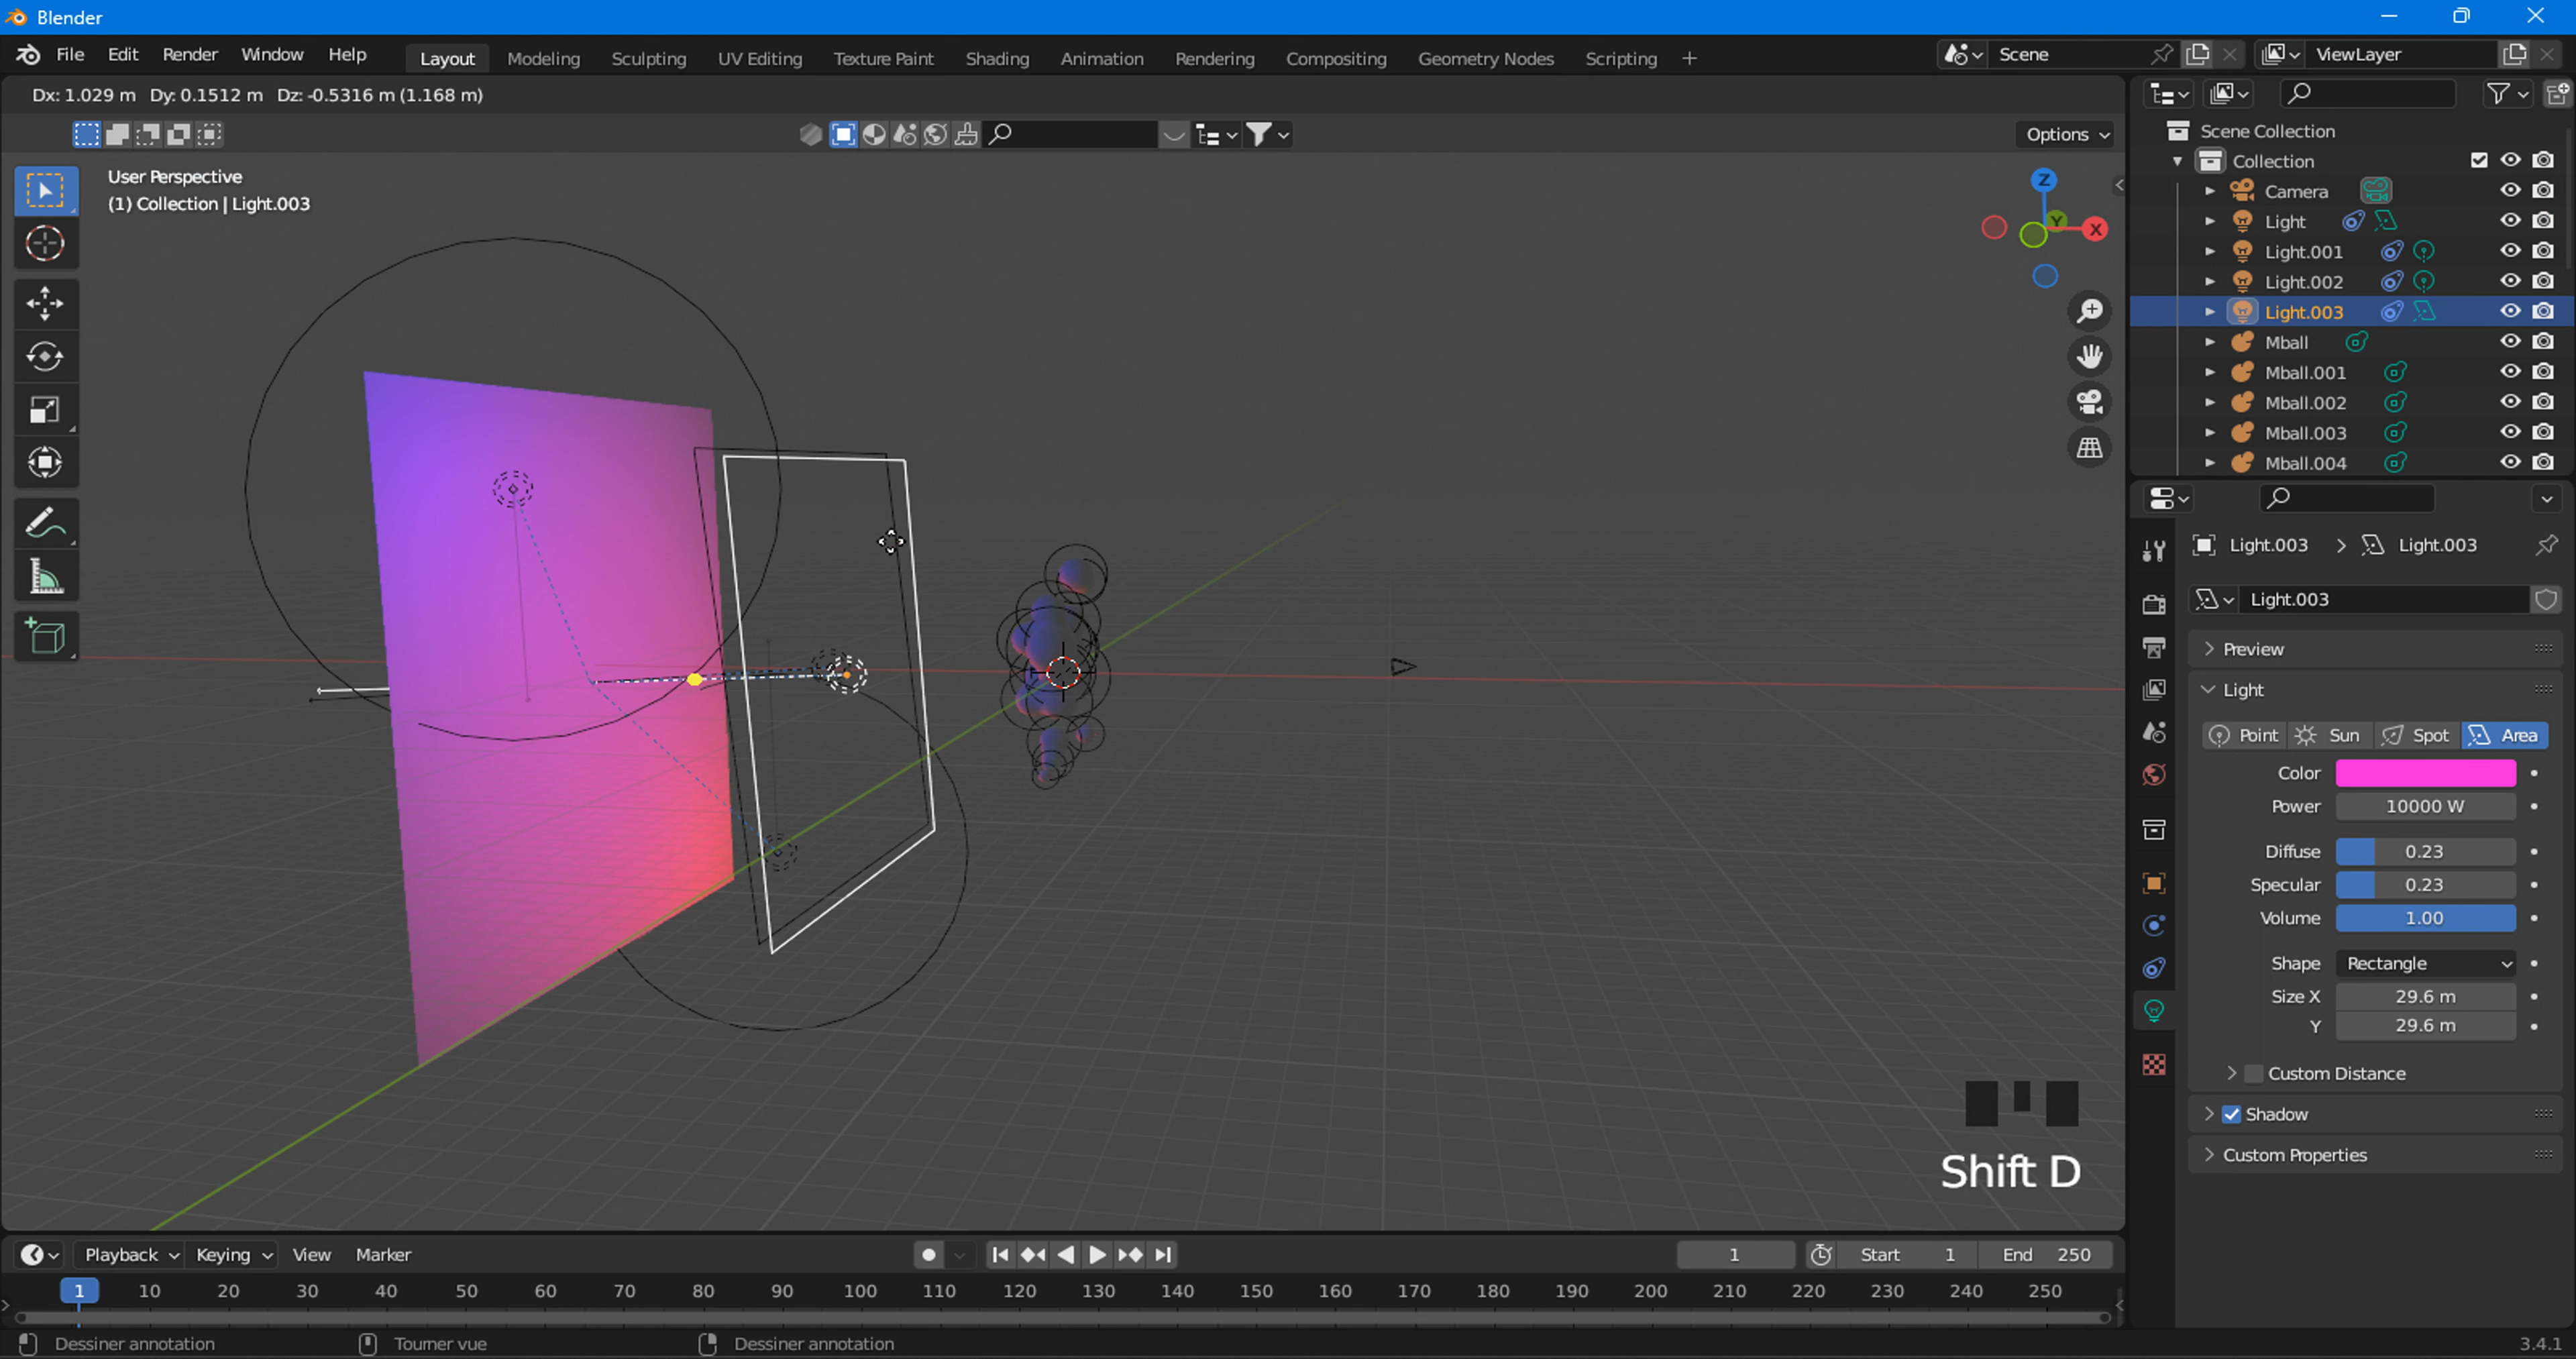 Blender
File Edit Render Window Help Layout Modeling Sculpting UV Editing Texture Paint Shading Animation Rendering Compositing Geometry Nodes Scripting + Scene ViewLayer
Dx: 1.029 m Dy: 0.1512 m Dz: -0.5316 m (1.168 m)
Options
User Perspective
(1) Collection | Light.003
Z
Y
X
Shift D
Scene Collection
Collection
Camera
Light
Light.001
Light.002
Light.003
Mball
Mball.001
Mball.002
Mball.003
Mball.004
Light.003 > Light.003
Light.003
Preview
Light
Point Sun Spot Area
Color
Power 10000 W
Diffuse 0.23
Specular 0.23
Volume 1.00
Shape Rectangle
Size X 29.6 m
Y 29.6 m
Custom Distance
Shadow
Custom Properties
Playback Keying View Marker 1 Start 1 End 250
1 10 20 30 40 50 60 70 80 90 100 110 120 130 140 150 160 170 180 190 200 210 220 230 240 250
Dessiner annotation Tourner vue Dessiner annotation 3.4.1